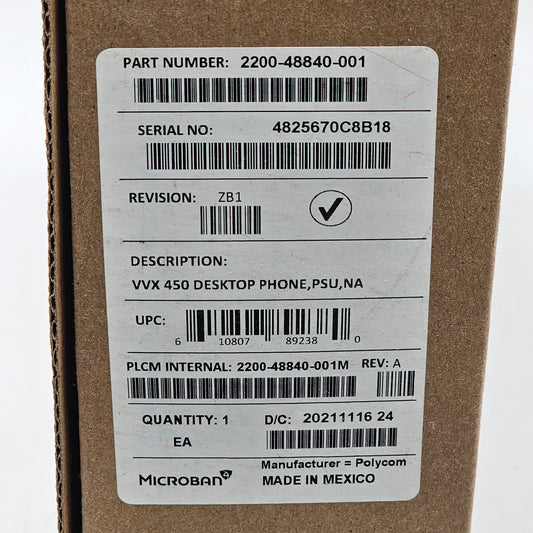 PART NUMBER: 2200-48840-001
SERIAL NO: 4825670C8B18
REVISION: ZB1
DESCRIPTION:
VVX 450 DESKTOP PHONE,PSU,NA
UPC:
6 10807 89238 0
PLCM INTERNAL: 2200-48840-001M REV: A
QUANTITY: 1 D/C: 20211116 24
EA
Manufacturer = Polycom
MICROBAN MADE IN MEXICO